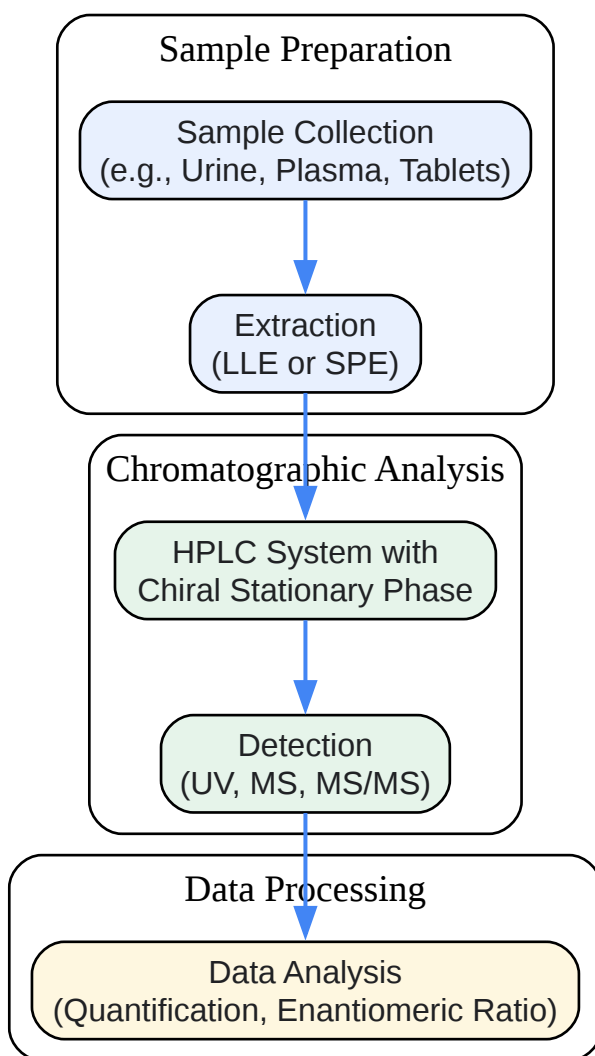 Sample Preparation
Sample Collection
(e.g., Urine, Plasma, Tablets)
Extraction
(LLE or SPE)
Chromatographic Analysis
HPLC System with
Chiral Stationary Phase
Detection
(UV, MS, MS/MS)
Data Processing
Data Analysis
(Quantification, Enantiomeric Ratio)